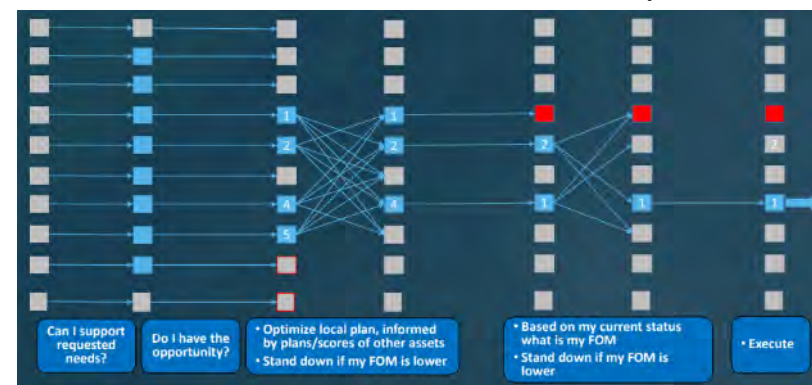 1 1
2 2 2 2
4 4 1 1 1
5
Can I support
requested
needs?
Do I have the
opportunity?
• Optimize local plan, informed
by plans/scores of other assets
• Stand down if my FOM is lower
• Based on my current status
what is my FOM
• Stand down if my FOM is
lower
• Execute